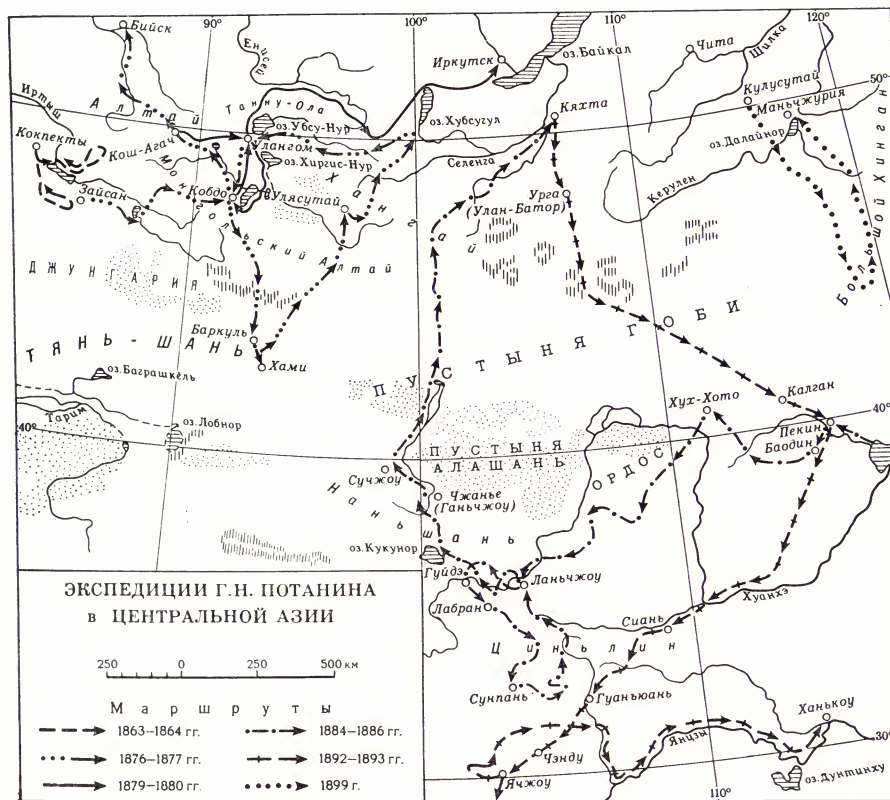 90°
100°
110°
120°
Бийск
Енисей
Иркутск
оз.Байкал
Чита
Шилка
50°
Иртыш
Алтай
Танну-Ола
Кулусутай
Маньчжурия
Кяхта
оз.Убсу-Нур
оз.Хубсугул
Кокпекты
Кош-Агач
Улангом
оз.Далайнор
оз.Хиргис-Нур
Селенга
Большой Хинган
Зайсан
Кобдо
Улясутай
Хангай
Урга
(Улан-Батор)
Керулен
Монгольский Алтай
ДЖУНГАРИЯ
Баркуль
ТЯНЬ-ШАНЬ
Хами
ПУСТЫНЯ ГОБИ
оз.Баграшкёль
Тарим
оз.Лобнор
Хух-Хото
Калган
40°
40°
Пекин
Баодин
ПУСТЫНЯ
АЛАШАНЬ
ОРДОС
Сучжоу
Чжанье
(Ганьчжоу)
Наньшань
оз.Кукунор
Гуйдэ
Ланьчжоу
Лабран
Хуанхэ
Сиань
Циньлин
Сунпань
Гуанъюань
Ханькоу
Янцзы
Чэнду
30°
Ячжоу
оз.Дунтинху
110°
ЭКСПЕДИЦИИ Г.Н. ПОТАНИНА
в ЦЕНТРАЛЬНОЙ АЗИИ
250 0 250 500 км
Маршруты
1863–1864 гг.
1884–1886 гг.
1876–1877 гг.
1892–1893 гг.
1879–1880 гг.
1899 г.